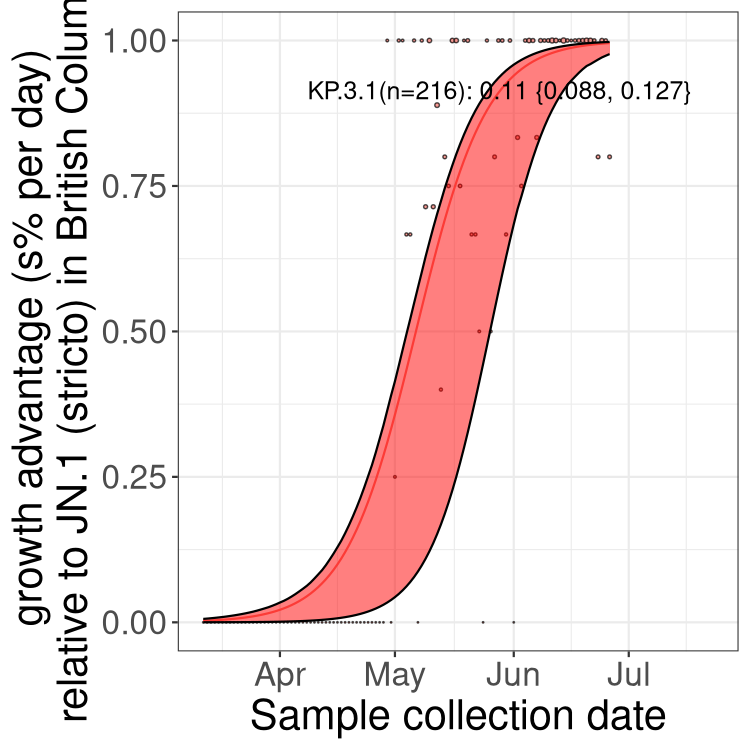 growth advantage (s% per day)
relative to JN.1 (stricto) in British Colum
1.00
0.75
0.50
0.25
0.00
KP.3.1(n=216): 0.11 {0.088, 0.127}
Apr May Jun Jul
Sample collection date